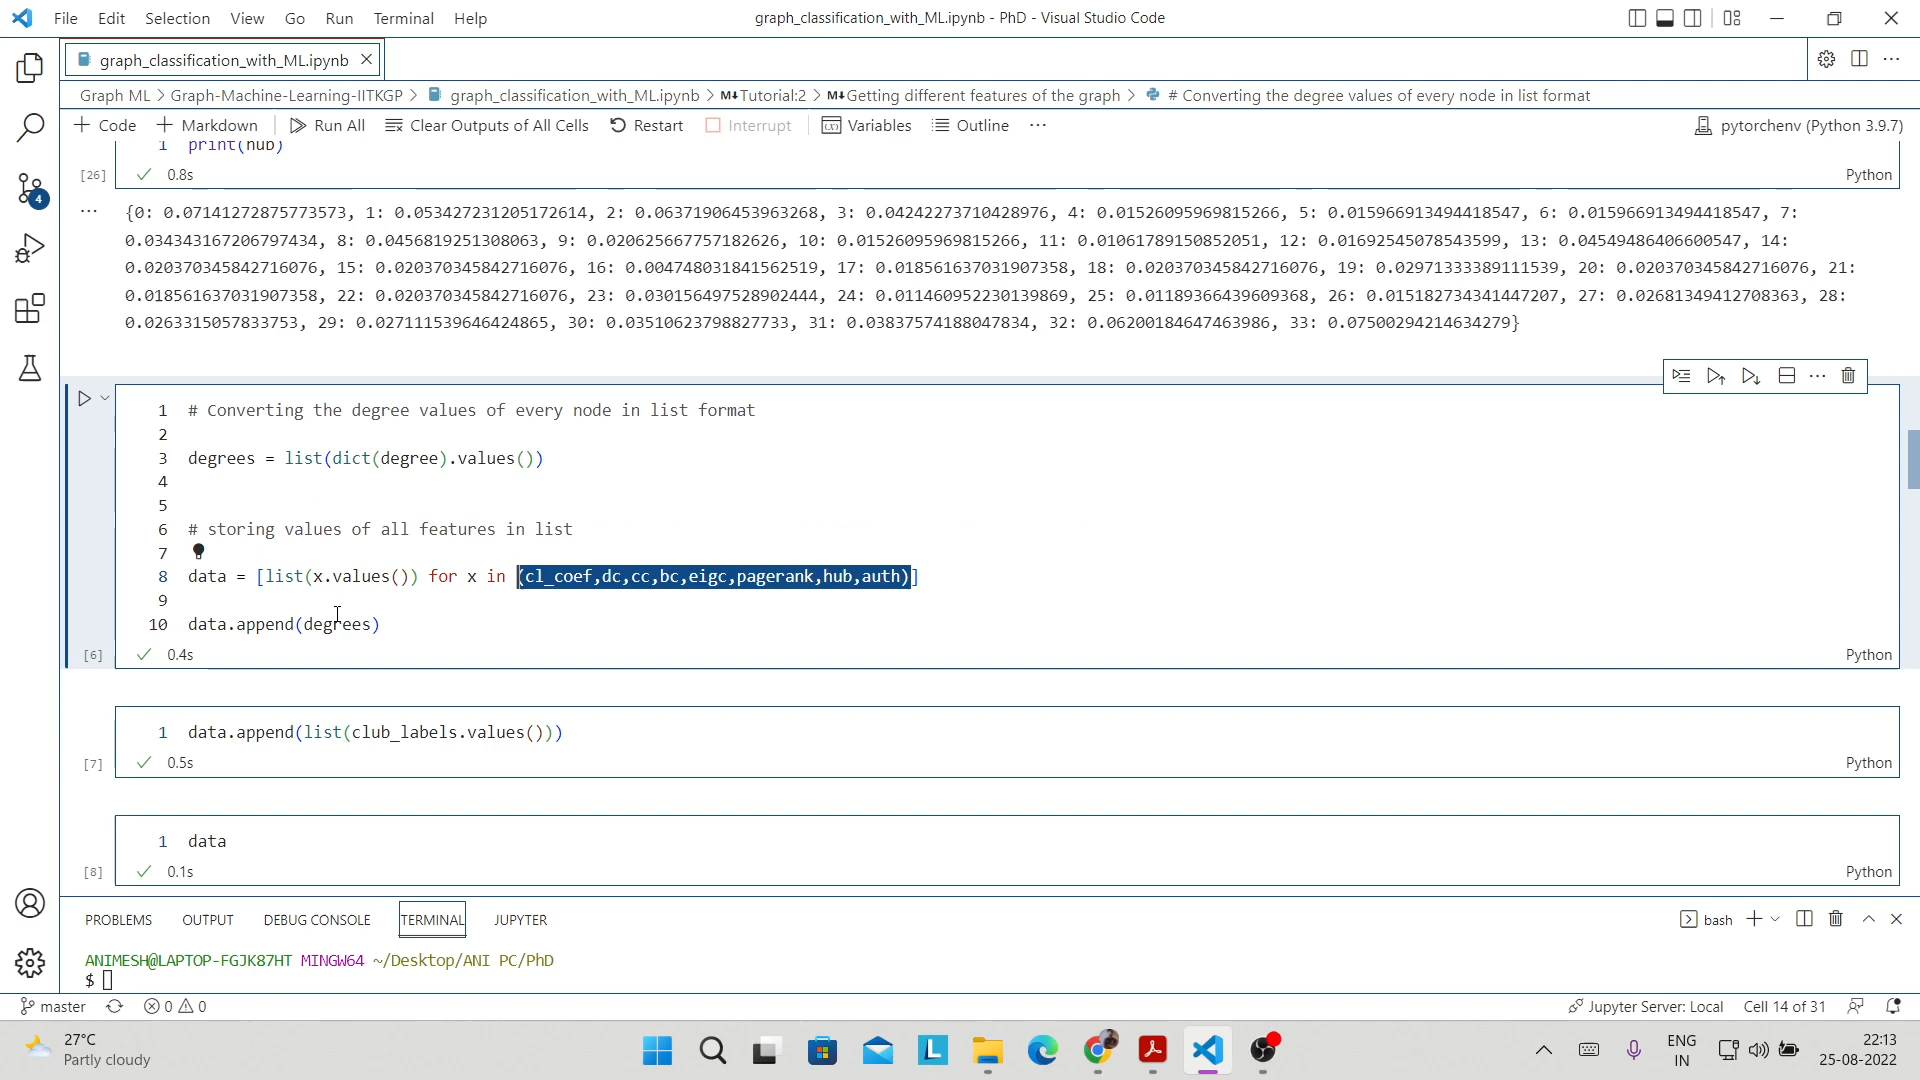 File Edit Selection View Go Run Terminal Help
graph_classification_with_ML.ipynb - PhD - Visual Studio Code
graph_classification_with_ML.ipynb
Graph ML > Graph-Machine-Learning-IITKGP > graph_classification_with_ML.ipynb > M↓Tutorial:2 > M↓Getting different features of the graph > # Converting the degree values of every node in list format
+ Code + Markdown Run All Clear Outputs of All Cells Restart Interrupt Variables Outline ...
pytorchenv (Python 3.9.7)
1 print(hub)
[26] 0.8s Python
{0: 0.07141272875773573, 1: 0.053427231205172614, 2: 0.06371906453963268, 3: 0.04242273710428976, 4: 0.01526095969815266, 5: 0.015966913494418547, 6: 0.015966913494418547, 7:
0.034343167206797434, 8: 0.0456819251308063, 9: 0.020625667757182626, 10: 0.01526095969815266, 11: 0.01061789150852051, 12: 0.01692545078543599, 13: 0.04549486406600547, 14:
0.020370345842716076, 15: 0.020370345842716076, 16: 0.004748031841562519, 17: 0.018561637031907358, 18: 0.020370345842716076, 19: 0.02971333389111539, 20: 0.020370345842716076, 21:
0.018561637031907358, 22: 0.020370345842716076, 23: 0.030156497528902444, 24: 0.011460952230139869, 25: 0.01189366439609368, 26: 0.015182734341447207, 27: 0.02681349412708363, 28:
0.0263315057833753, 29: 0.027111539646424865, 30: 0.03510623798827733, 31: 0.03837574188047834, 32: 0.06200184647463986, 33: 0.07500294214634279}
1 # Converting the degree values of every node in list format
2
3 degrees = list(dict(degree).values())
4
5
6 # storing values of all features in list
7
8 data = [list(x.values()) for x in (cl_coef,dc,cc,bc,eigc,pagerank,hub,auth)]
9
10 data.append(degrees)
[6] 0.4s Python
1 data.append(list(club_labels.values()))
[7] 0.5s Python
1 data
[8] 0.1s Python
PROBLEMS OUTPUT DEBUG CONSOLE TERMINAL JUPYTER
bash
ANIMESH@LAPTOP-FGJK87HT MINGW64 ~/Desktop/ANI PC/PhD
$
master 0 0
Jupyter Server: Local Cell 14 of 31
4
27°C
Partly cloudy
ENG
IN
22:13
25-08-2022